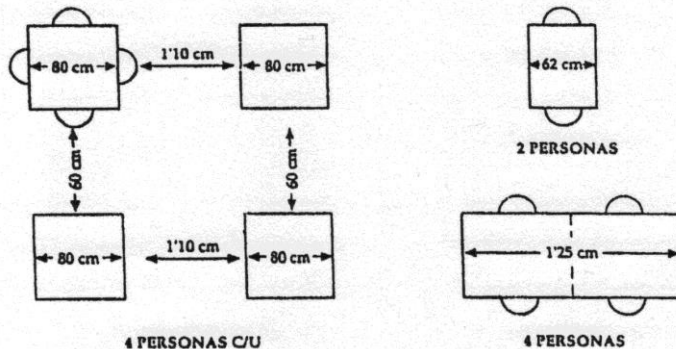 80 cm
1'10 cm
80 cm
62 cm
2 PERSONAS
60 cm
60 cm
80 cm
1'10 cm
80 cm
1'25 cm
4 PERSONAS C/U
4 PERSONAS